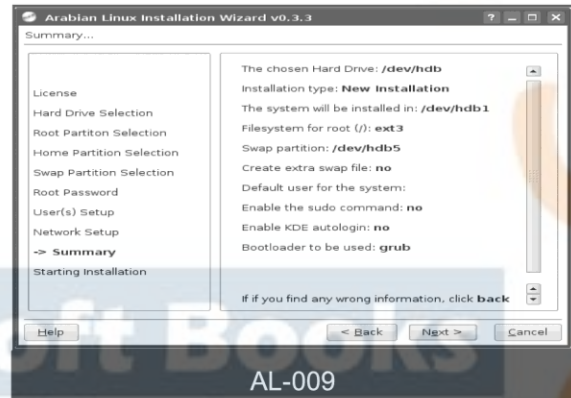 Arabian Linux Installation Wizard v0.3.3
Summary...
License
Hard Drive Selection
Root Partiton Selection
Home Partition Selection
Swap Partition Selection
Root Password
User(s) Setup
Network Setup
-> Summary
Starting Installation
The chosen Hard Drive: /dev/hdb
Installation type: New Installation
The system will be installed in: /dev/hdb1
Filesystem for root (/): ext3
Swap partition: /dev/hdb5
Create extra swap file: no
Default user for the system:
Enable the sudo command: no
Enable KDE autologin: no
Bootloader to be used: grub
If if you find any wrong information, click back
Help
< Back
Next >
Cancel
oft Books
AL-009